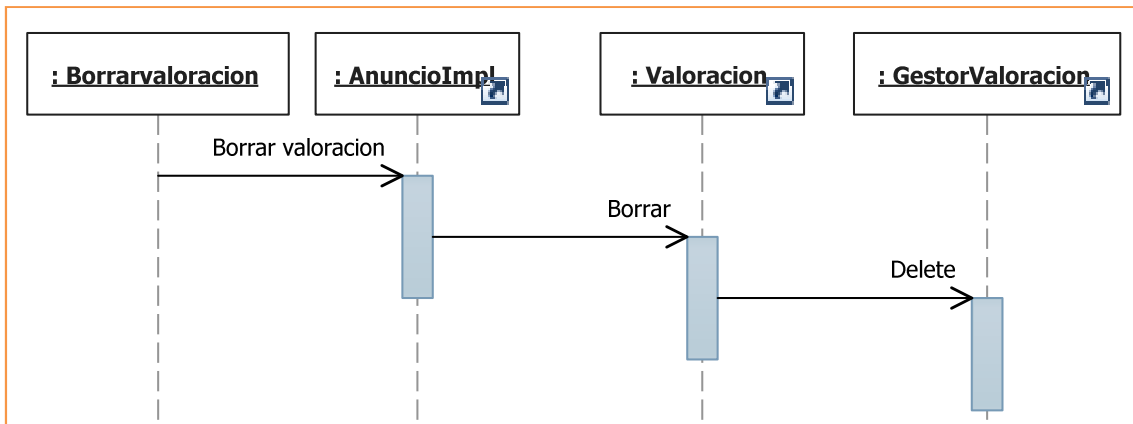 : Borrarvaloracion
: AnuncioImpl
: Valoracion
: GestorValoracion
Borrar valoracion
Borrar
Delete